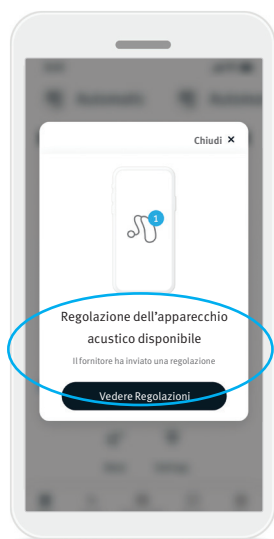 Chiudi ×
1
Regolazione dell'apparecchio
acustico disponibile
Il fornitore ha inviato una regolazione
Vedere Regolazioni